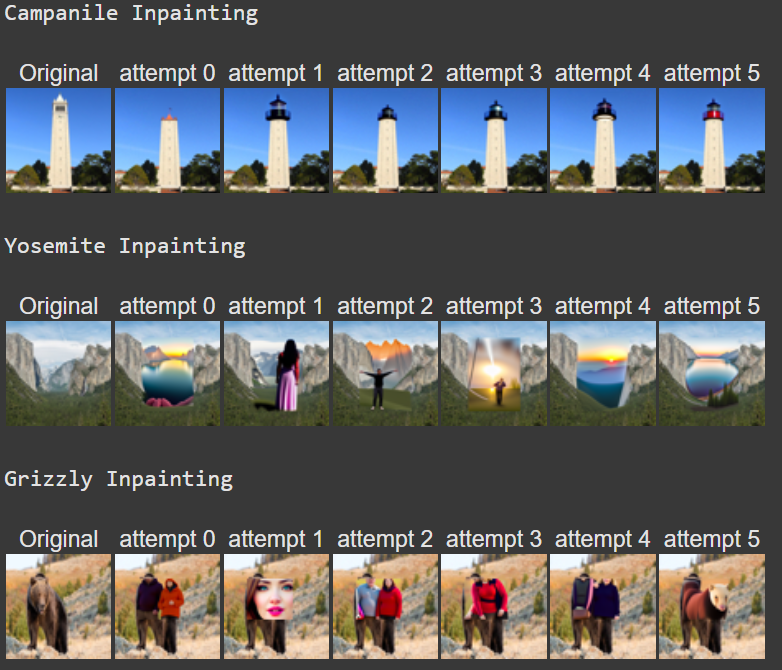 Campanile Inpainting
Original attempt 0 attempt 1 attempt 2 attempt 3 attempt 4 attempt 5
Yosemite Inpainting
Original attempt 0 attempt 1 attempt 2 attempt 3 attempt 4 attempt 5
Grizzly Inpainting
Original attempt 0 attempt 1 attempt 2 attempt 3 attempt 4 attempt 5